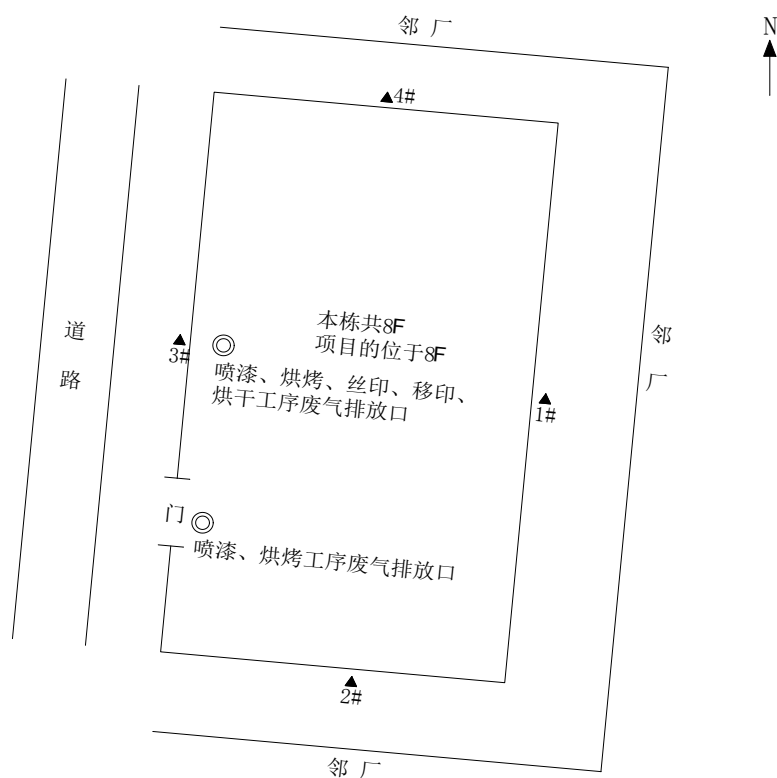 邻厂
N
4#
道路
本栋共8F
项目的位于8F
3#
喷漆、烘烤、丝印、移印、
烘干工序废气排放口
邻厂
1#
门
喷漆、烘烤工序废气排放口
2#
邻厂